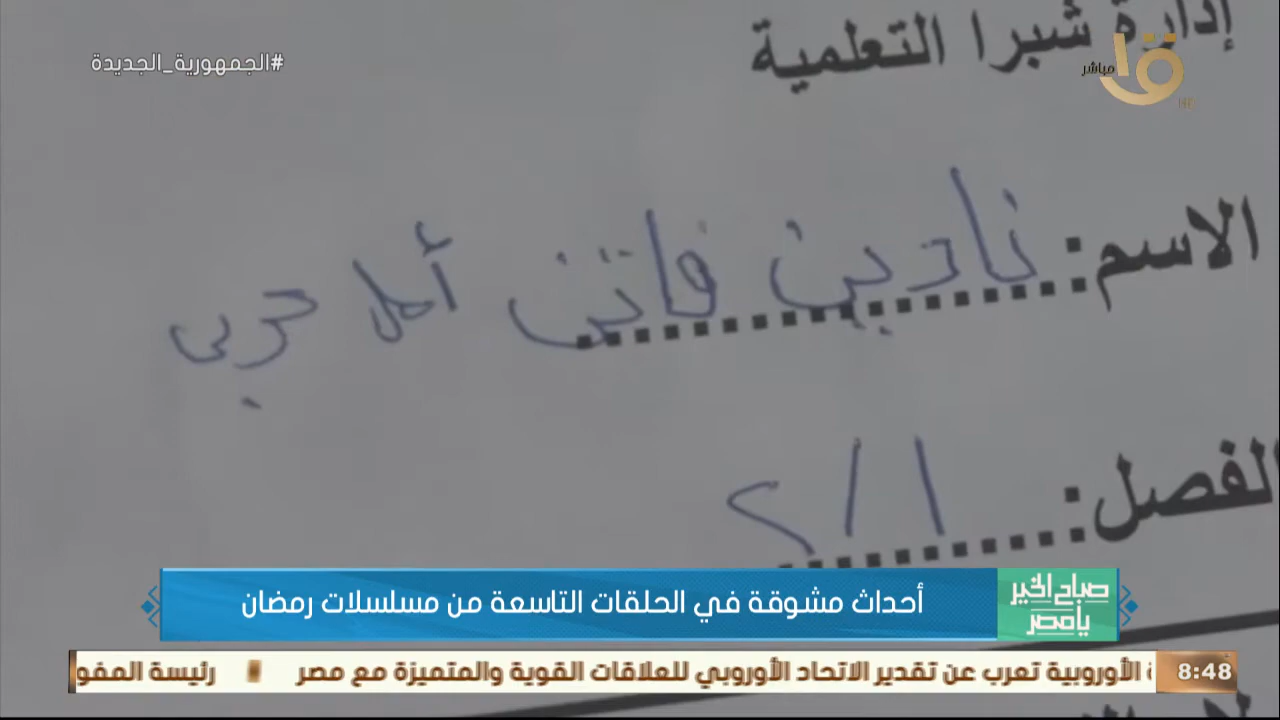 إدارة شبرا التعلمية
#الجمهورية_الجديدة
مباشر
الاسم: نادين فاتن أمل حربى
الفصل: ٢/١
صباح الخير يا مصر
أحداث مشوقة في الحلقات التاسعة من مسلسلات رمضان
8:48
الأوروبية تعرب عن تقدير الاتحاد الأوروبي للعلاقات القوية والمتميزة مع مصر
رئيسة